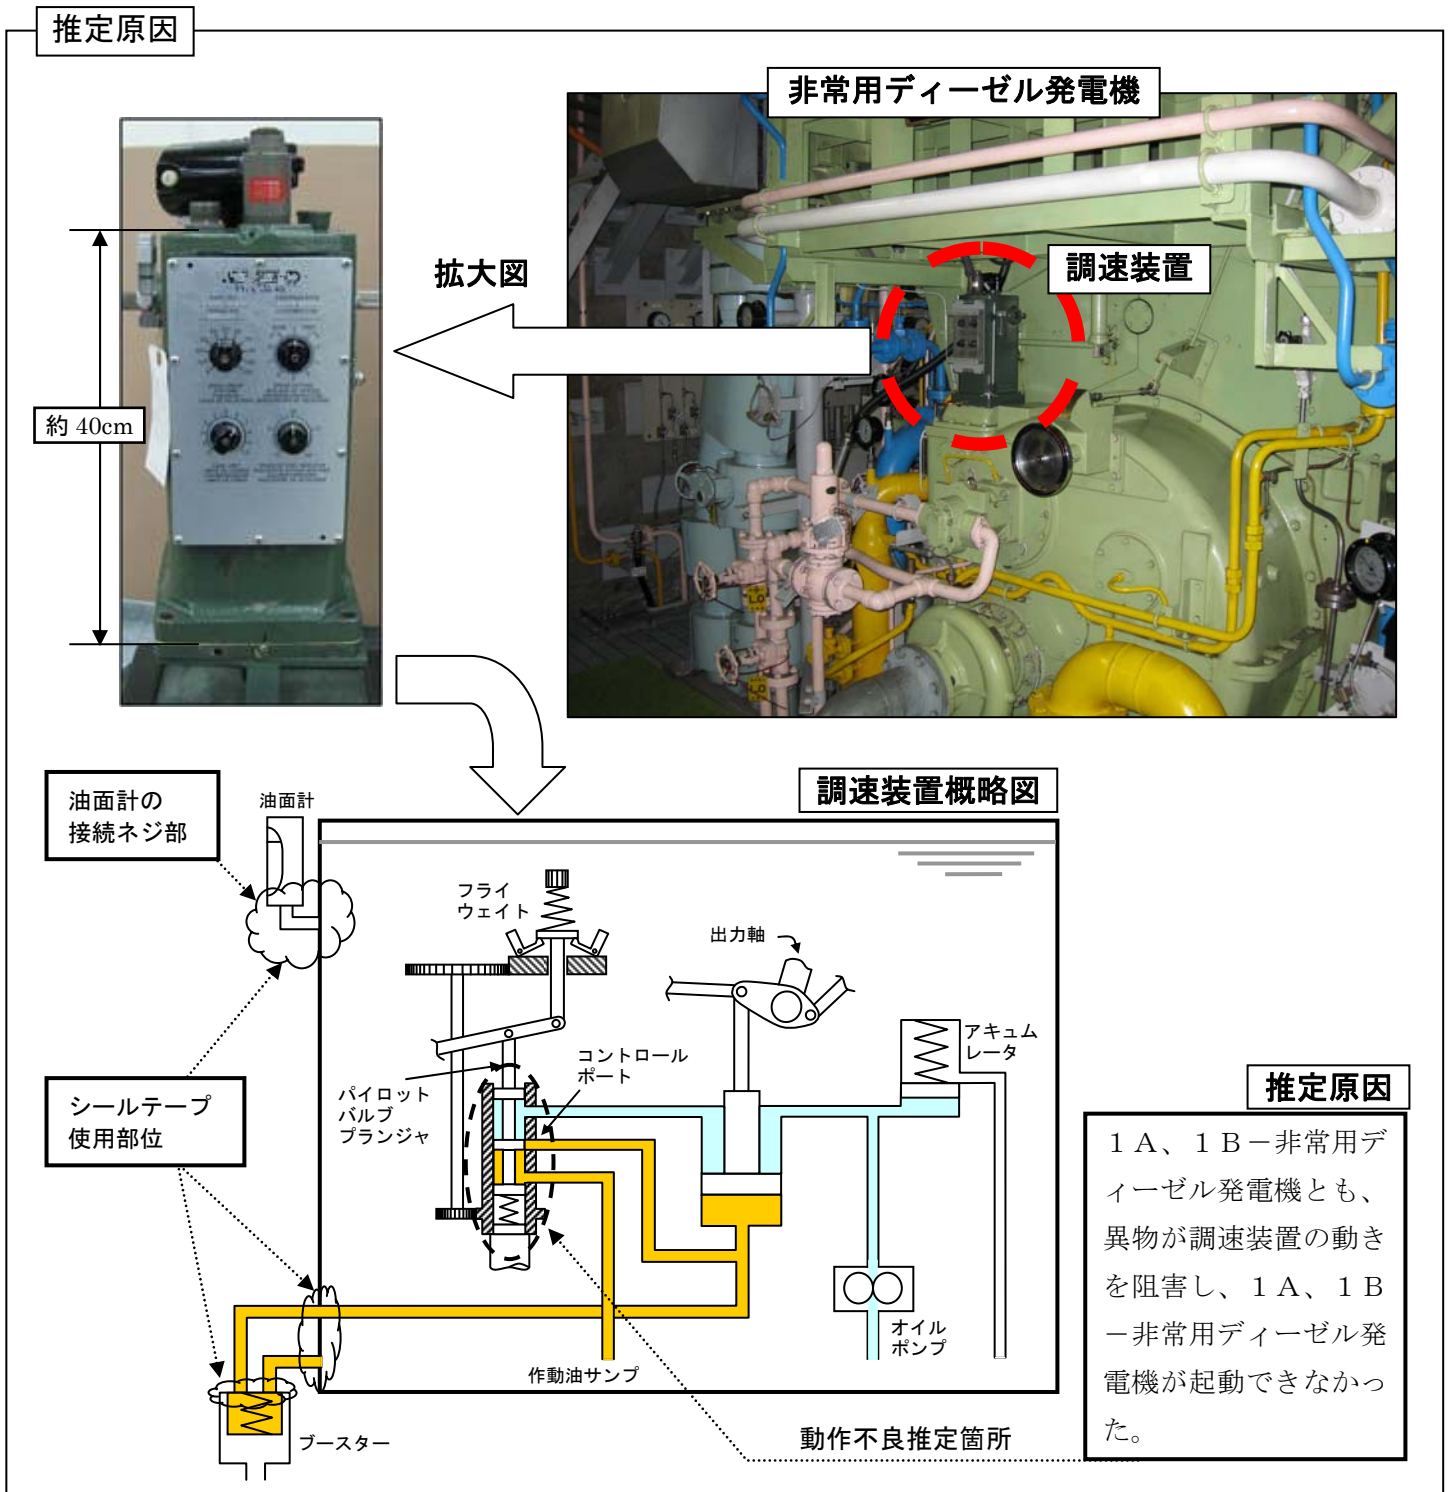 推定原因
非常用ディーゼル発電機
調速装置
拡大図
約 40cm
調速装置概略図
油面計の
接続ネジ部
油面計
フライ
ウェイト
出力軸
アキュム
レータ
コントロール
ポート
パイロット
バルブ
プランジャ
シールテープ
使用部位
オイル
ポンプ
作動油サンプ
ブースター
動作不良推定箇所
推定原因
１Ａ、１Ｂ－非常用デ
ィーゼル発電機とも、
異物が調速装置の動き
を阻害し、１Ａ、１Ｂ
－非常用ディーゼル発
電機が起動できなかっ
た。